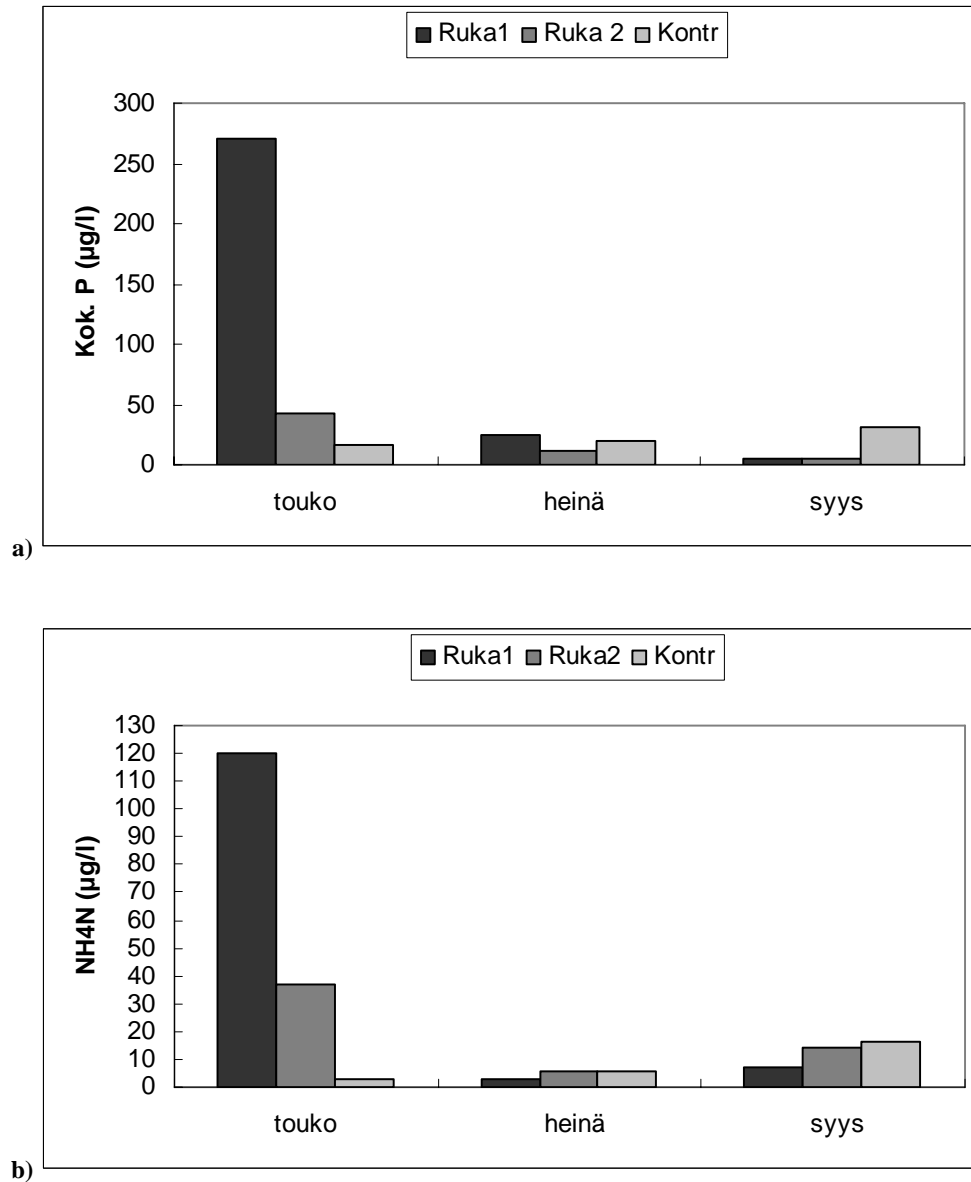 Ruka1 Ruka 2 Kontr
300
250
200
150
100
50
0
Kok. P (µg/l)
touko heinä syys
a)
Ruka1 Ruka2 Kontr
130
120
110
100
90
80
70
60
50
40
30
20
10
0
NH4N (µg/l)
touko heinä syys
b)